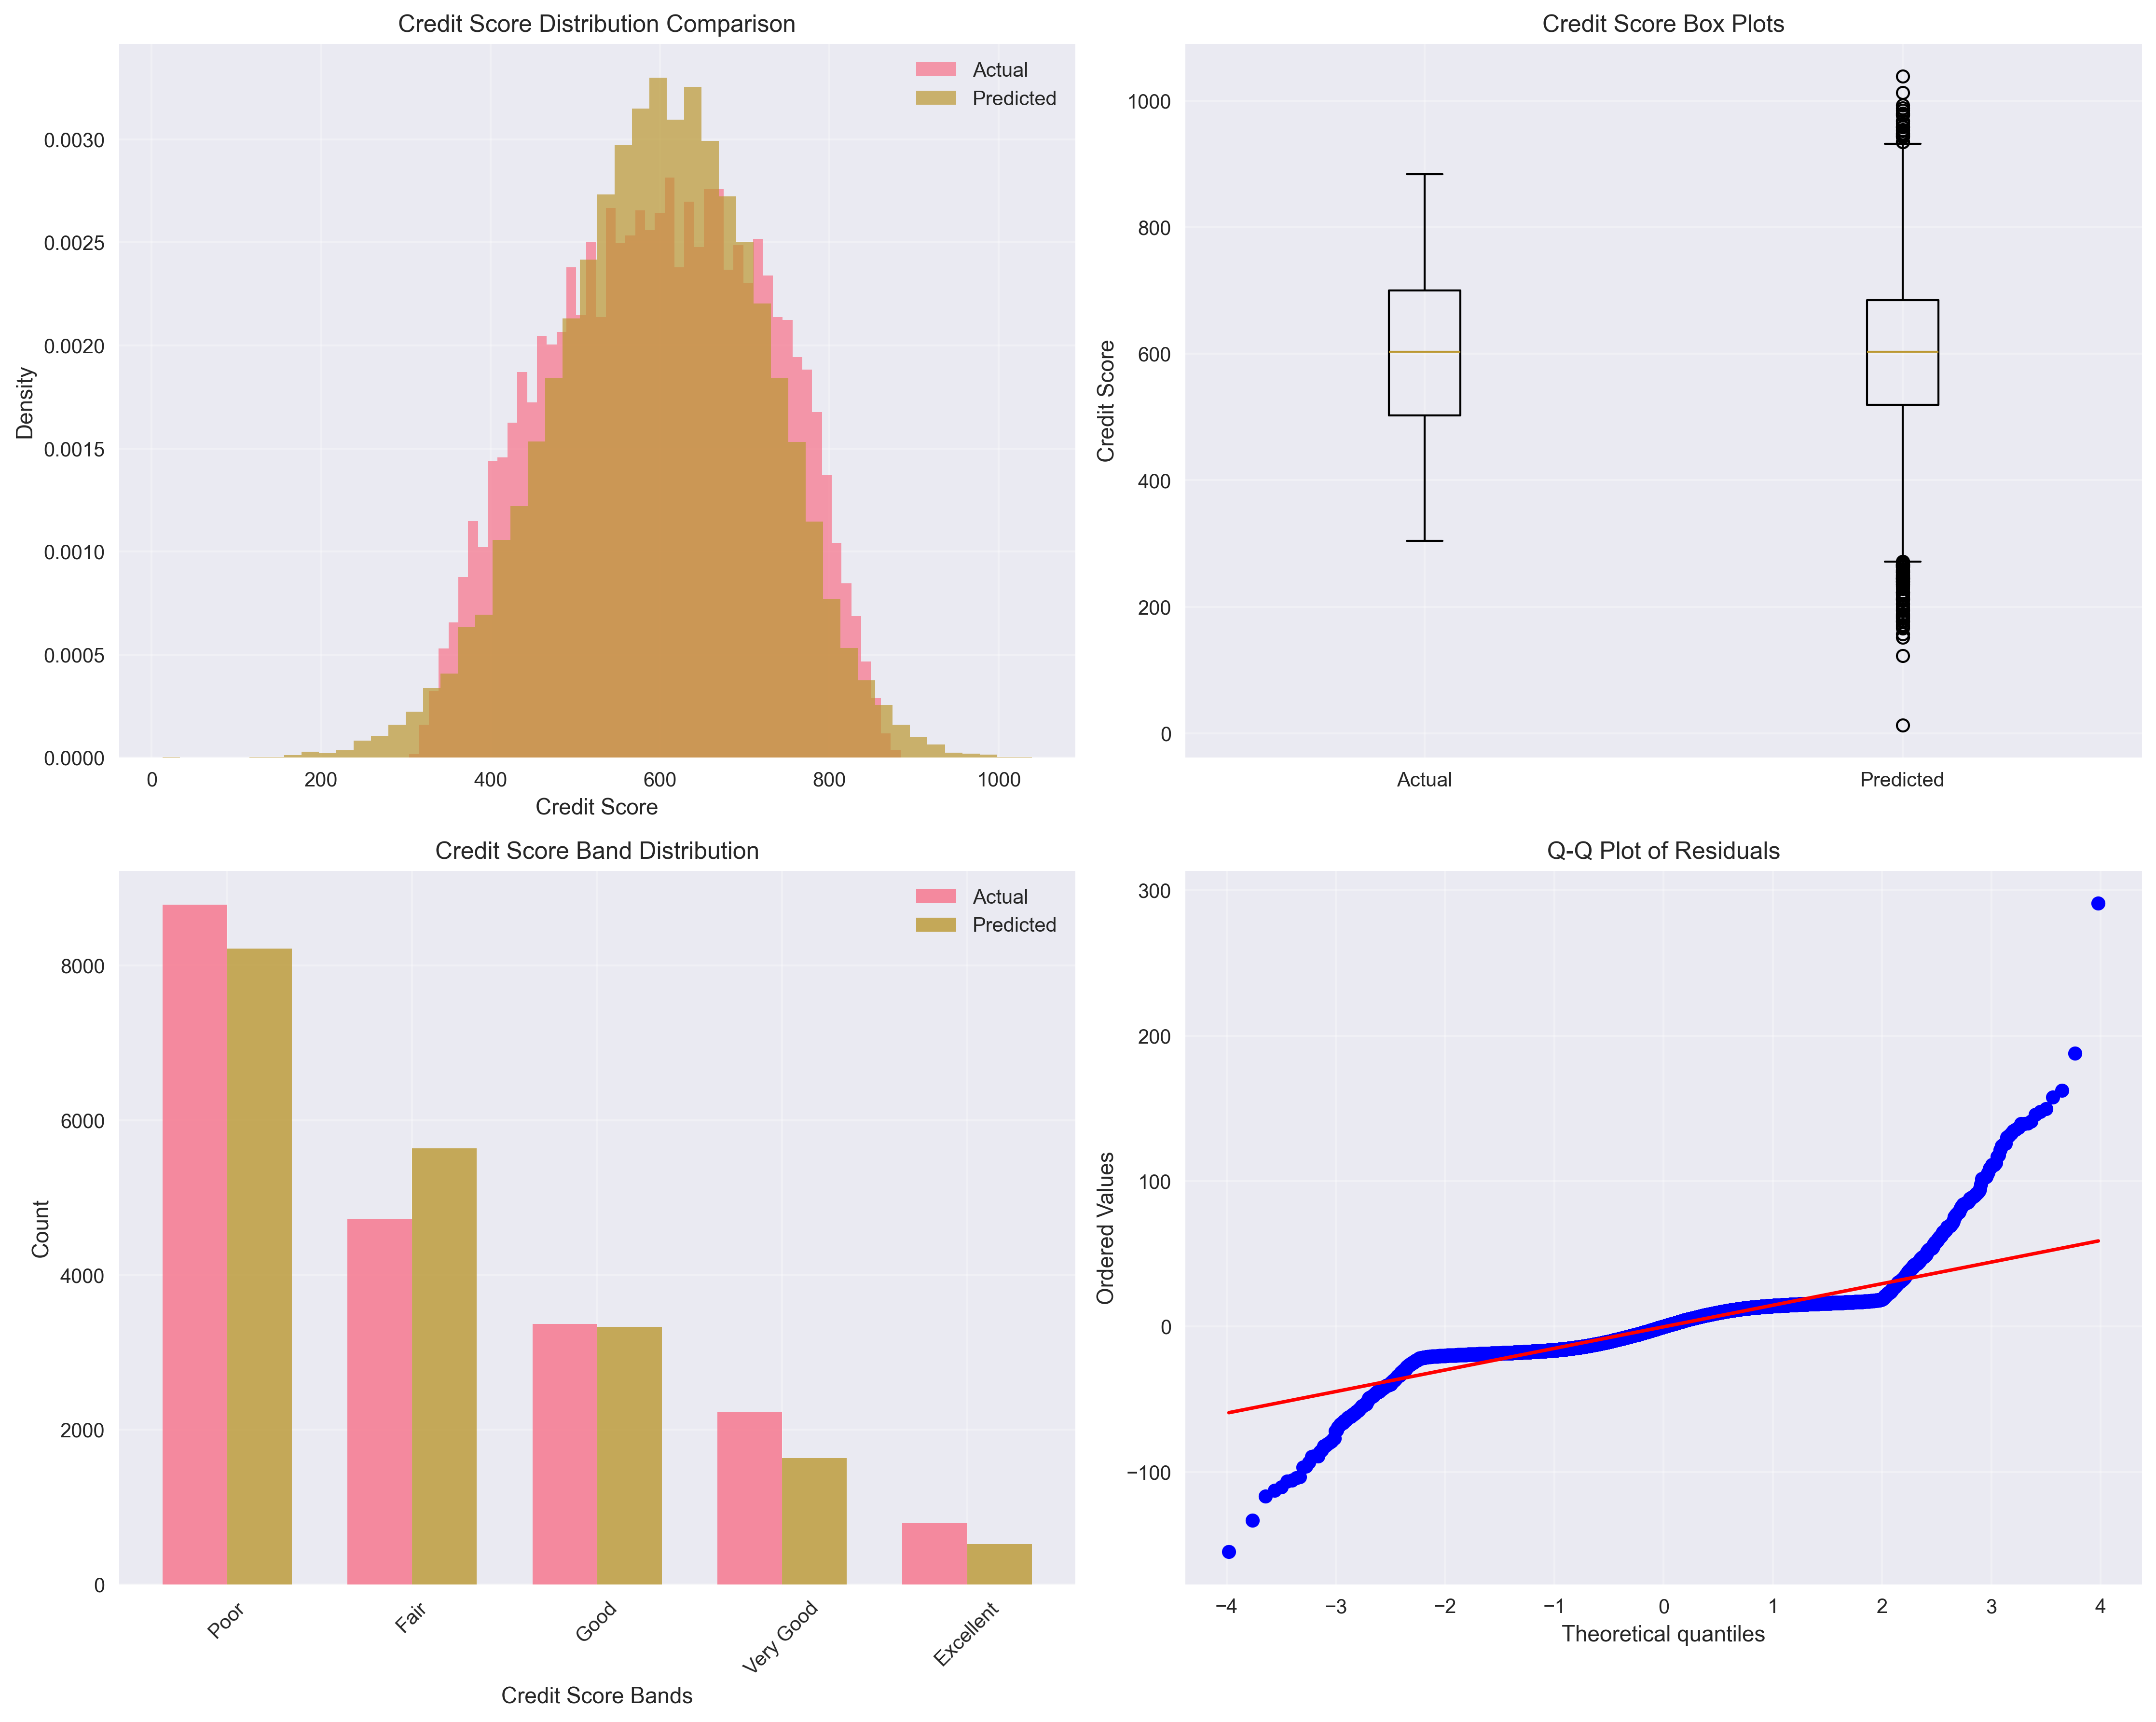 Credit Score Distribution Comparison
Actual
Predicted
0.0030
0.0025
0.0020
0.0015
0.0010
0.0005
0.0000
Density
0 200 400 600 800 1000
Credit Score
Credit Score Box Plots
1000
800
600
400
200
0
Credit Score
Actual Predicted
Credit Score Band Distribution
Actual
Predicted
8000
6000
4000
2000
0
Count
Poor Fair Good Very Good Excellent
Credit Score Bands
Q-Q Plot of Residuals
300
200
100
0
−100
Ordered Values
−4 −3 −2 −1 0 1 2 3 4
Theoretical quantiles